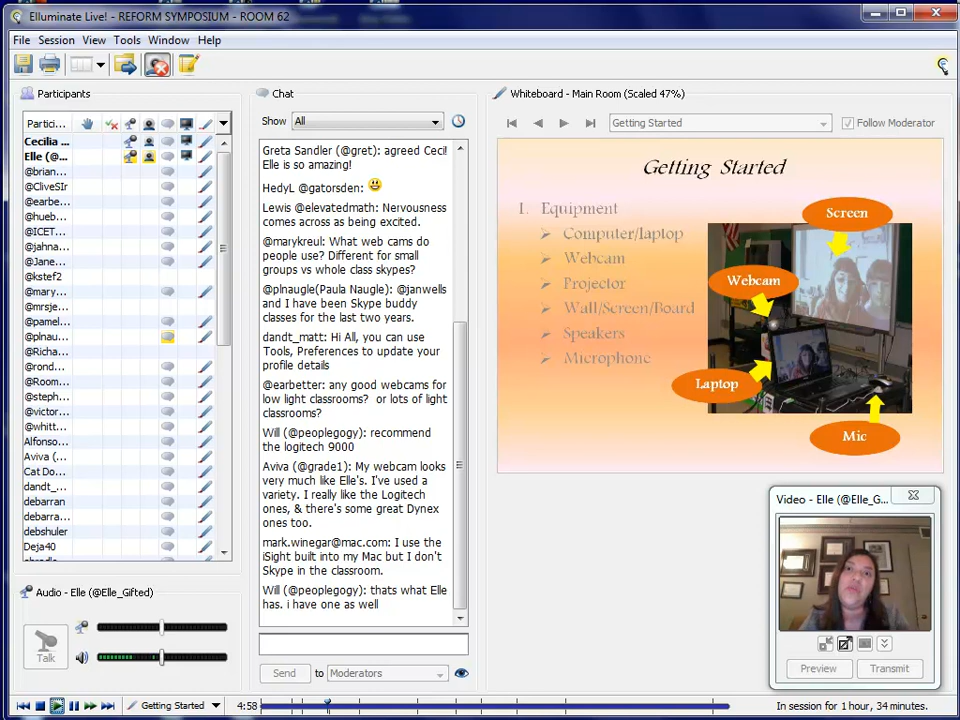 Elluminate Live! - REFORM SYMPOSIUM - ROOM 62
File Session View Tools Window Help
Participants
Partici...
Cecilia ...
Elle (@...
@brian...
@CliveSIr
@earbe...
@hueb...
@ICET...
@jahna...
@Jane...
@kstef2
@mary...
@mrsje...
@pamel...
@plnau...
@Richa...
@rond...
@Room...
@steph...
@victor...
@whitt...
Alfonso...
Aviva (...
Cat Do...
dandt_...
debarran
debarra...
debshuler
Deja40
Audio - Elle (@Elle_Gifted)
Talk
Chat
Show All
Greta Sandler (@gret): agreed Ceci!
Elle is so amazing!
HedyL @gatorsden:
Lewis @elevatedmath: Nervousness
comes across as being excited.
@marykreul: What web cams do
people use? Different for small
groups vs whole class skypes?
@plnaugle(Paula Naugle): @janwells
and I have been Skype buddy
classes for the last two years.
dandt_matt: Hi All, you can use
Tools, Preferences to update your
profile details
@earbetter: any good webcams for
low light classrooms? or lots of light
classrooms?
Will (@peoplegogy): recommend
the logitech 9000
Aviva (@grade1): My webcam looks
very much like Elle's. I've used a
variety. I really like the Logitech
ones, & there's some great Dynex
ones too.
mark.winegar@mac.com: I use the
iSight built into my Mac but I don't
Skype in the classroom.
Will (@peoplegogy): thats what Elle
has. i have one as well
Send to Moderators
Whiteboard - Main Room (Scaled 47%)
Getting Started
Follow Moderator
Getting Started
I. Equipment
Computer/laptop
Webcam
Projector
Wall/Screen/Board
Speakers
Microphone
Screen
Webcam
Laptop
Mic
Video - Elle (@Elle_G...
Preview
Transmit
Getting Started
4:58
In session for 1 hour, 34 minutes.